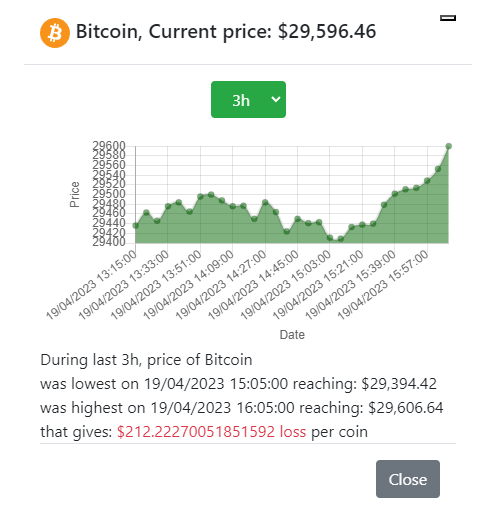 Bitcoin, Current price: $29,596.46
3h
29600
29580
29560
29540
29520
29500
29480
29460
29440
29420
29400
Price
19/04/2023 13:15:00
19/04/2023 13:33:00
19/04/2023 13:51:00
19/04/2023 14:09:00
19/04/2023 14:27:00
19/04/2023 14:45:00
19/04/2023 15:03:00
19/04/2023 15:21:00
19/04/2023 15:39:00
19/04/2023 15:57:00
Date
During last 3h, price of Bitcoin
was lowest on 19/04/2023 15:05:00 reaching: $29,394.42
was highest on 19/04/2023 16:05:00 reaching: $29,606.64
that gives: $212.22270051851592 loss per coin
Close